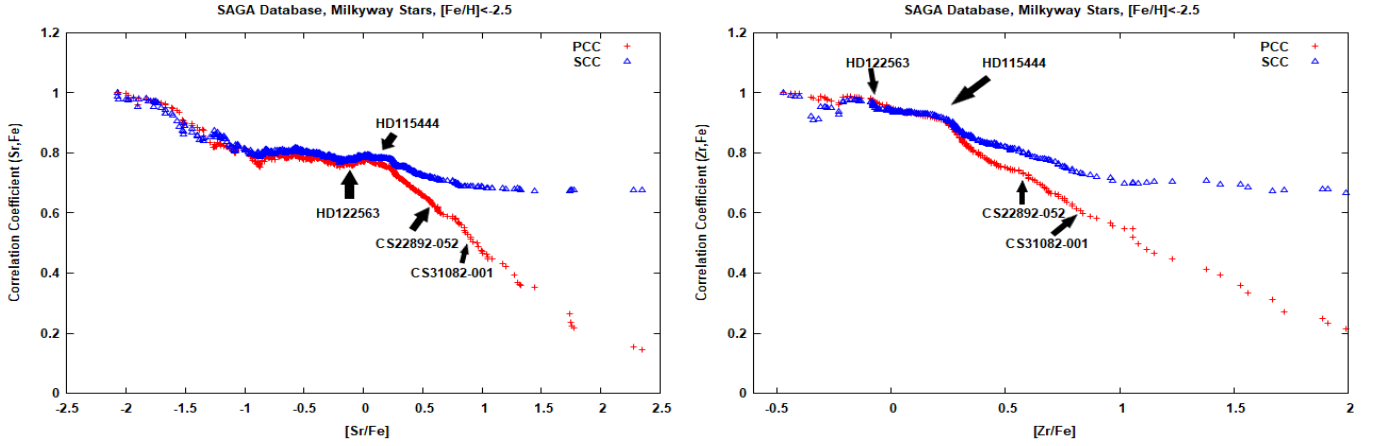 SAGA Database, Milkyway Stars, [Fe/H]<-2.5
1.2
1
0.8
0.6
0.4
0.2
0
Correlation Coefficient [Sr,Fe]
PCC
SCC
HD115444
HD122563
CS22892-052
CS31082-001
-2.5 -2 -1.5 -1 -0.5 0 0.5 1 1.5 2 2.5
[Sr/Fe]
SAGA Database, Milkyway Stars, [Fe/H]<-2.5
1.2
1
0.8
0.6
0.4
0.2
0
Correlation Coefficient [Zr,Fe]
PCC
SCC
HD122563
HD115444
CS22892-052
CS31082-001
-0.5 0 0.5 1 1.5 2
[Zr/Fe]